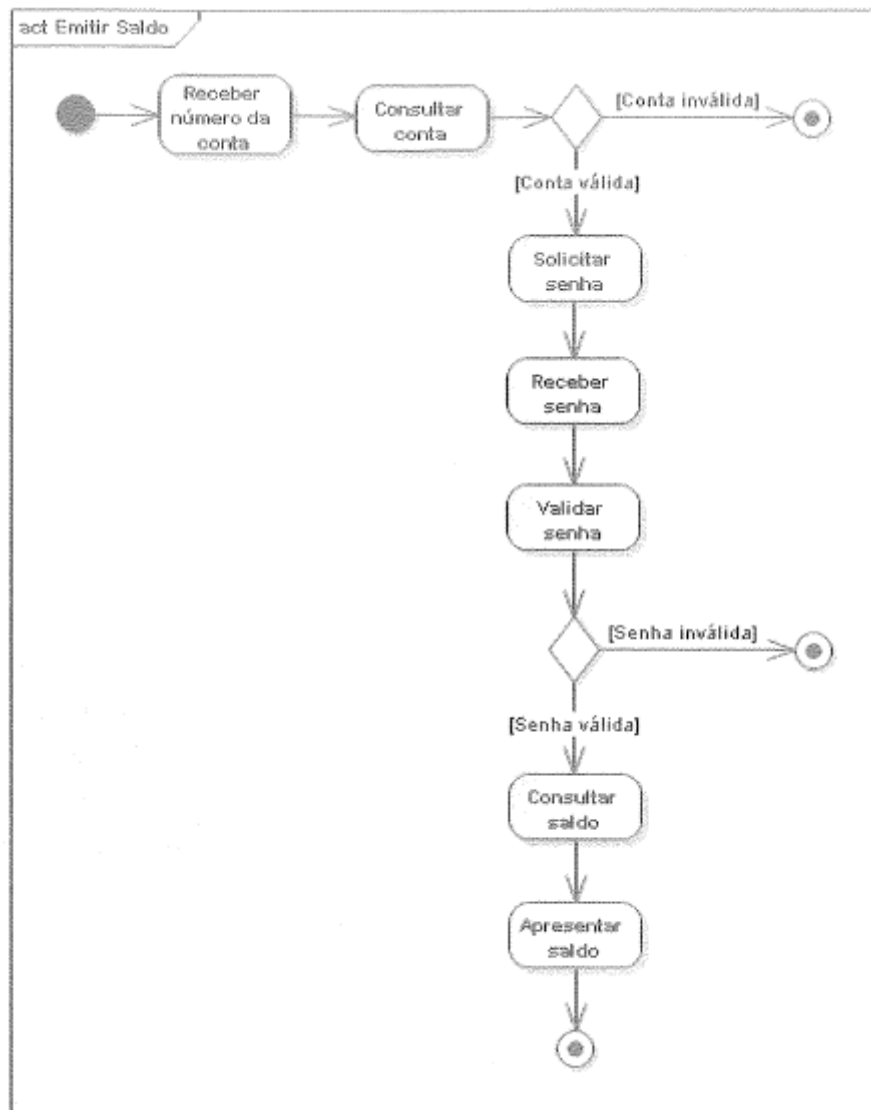 act Emitir Saldo
Receber
número da
conta
Consultar
conta
[Conta inválida]
[Conta válida]
Solicitar
senha
Receber
senha
Validar
senha
[Senha inválida]
[Senha válida]
Consultar
saldo
Apresentar
saldo